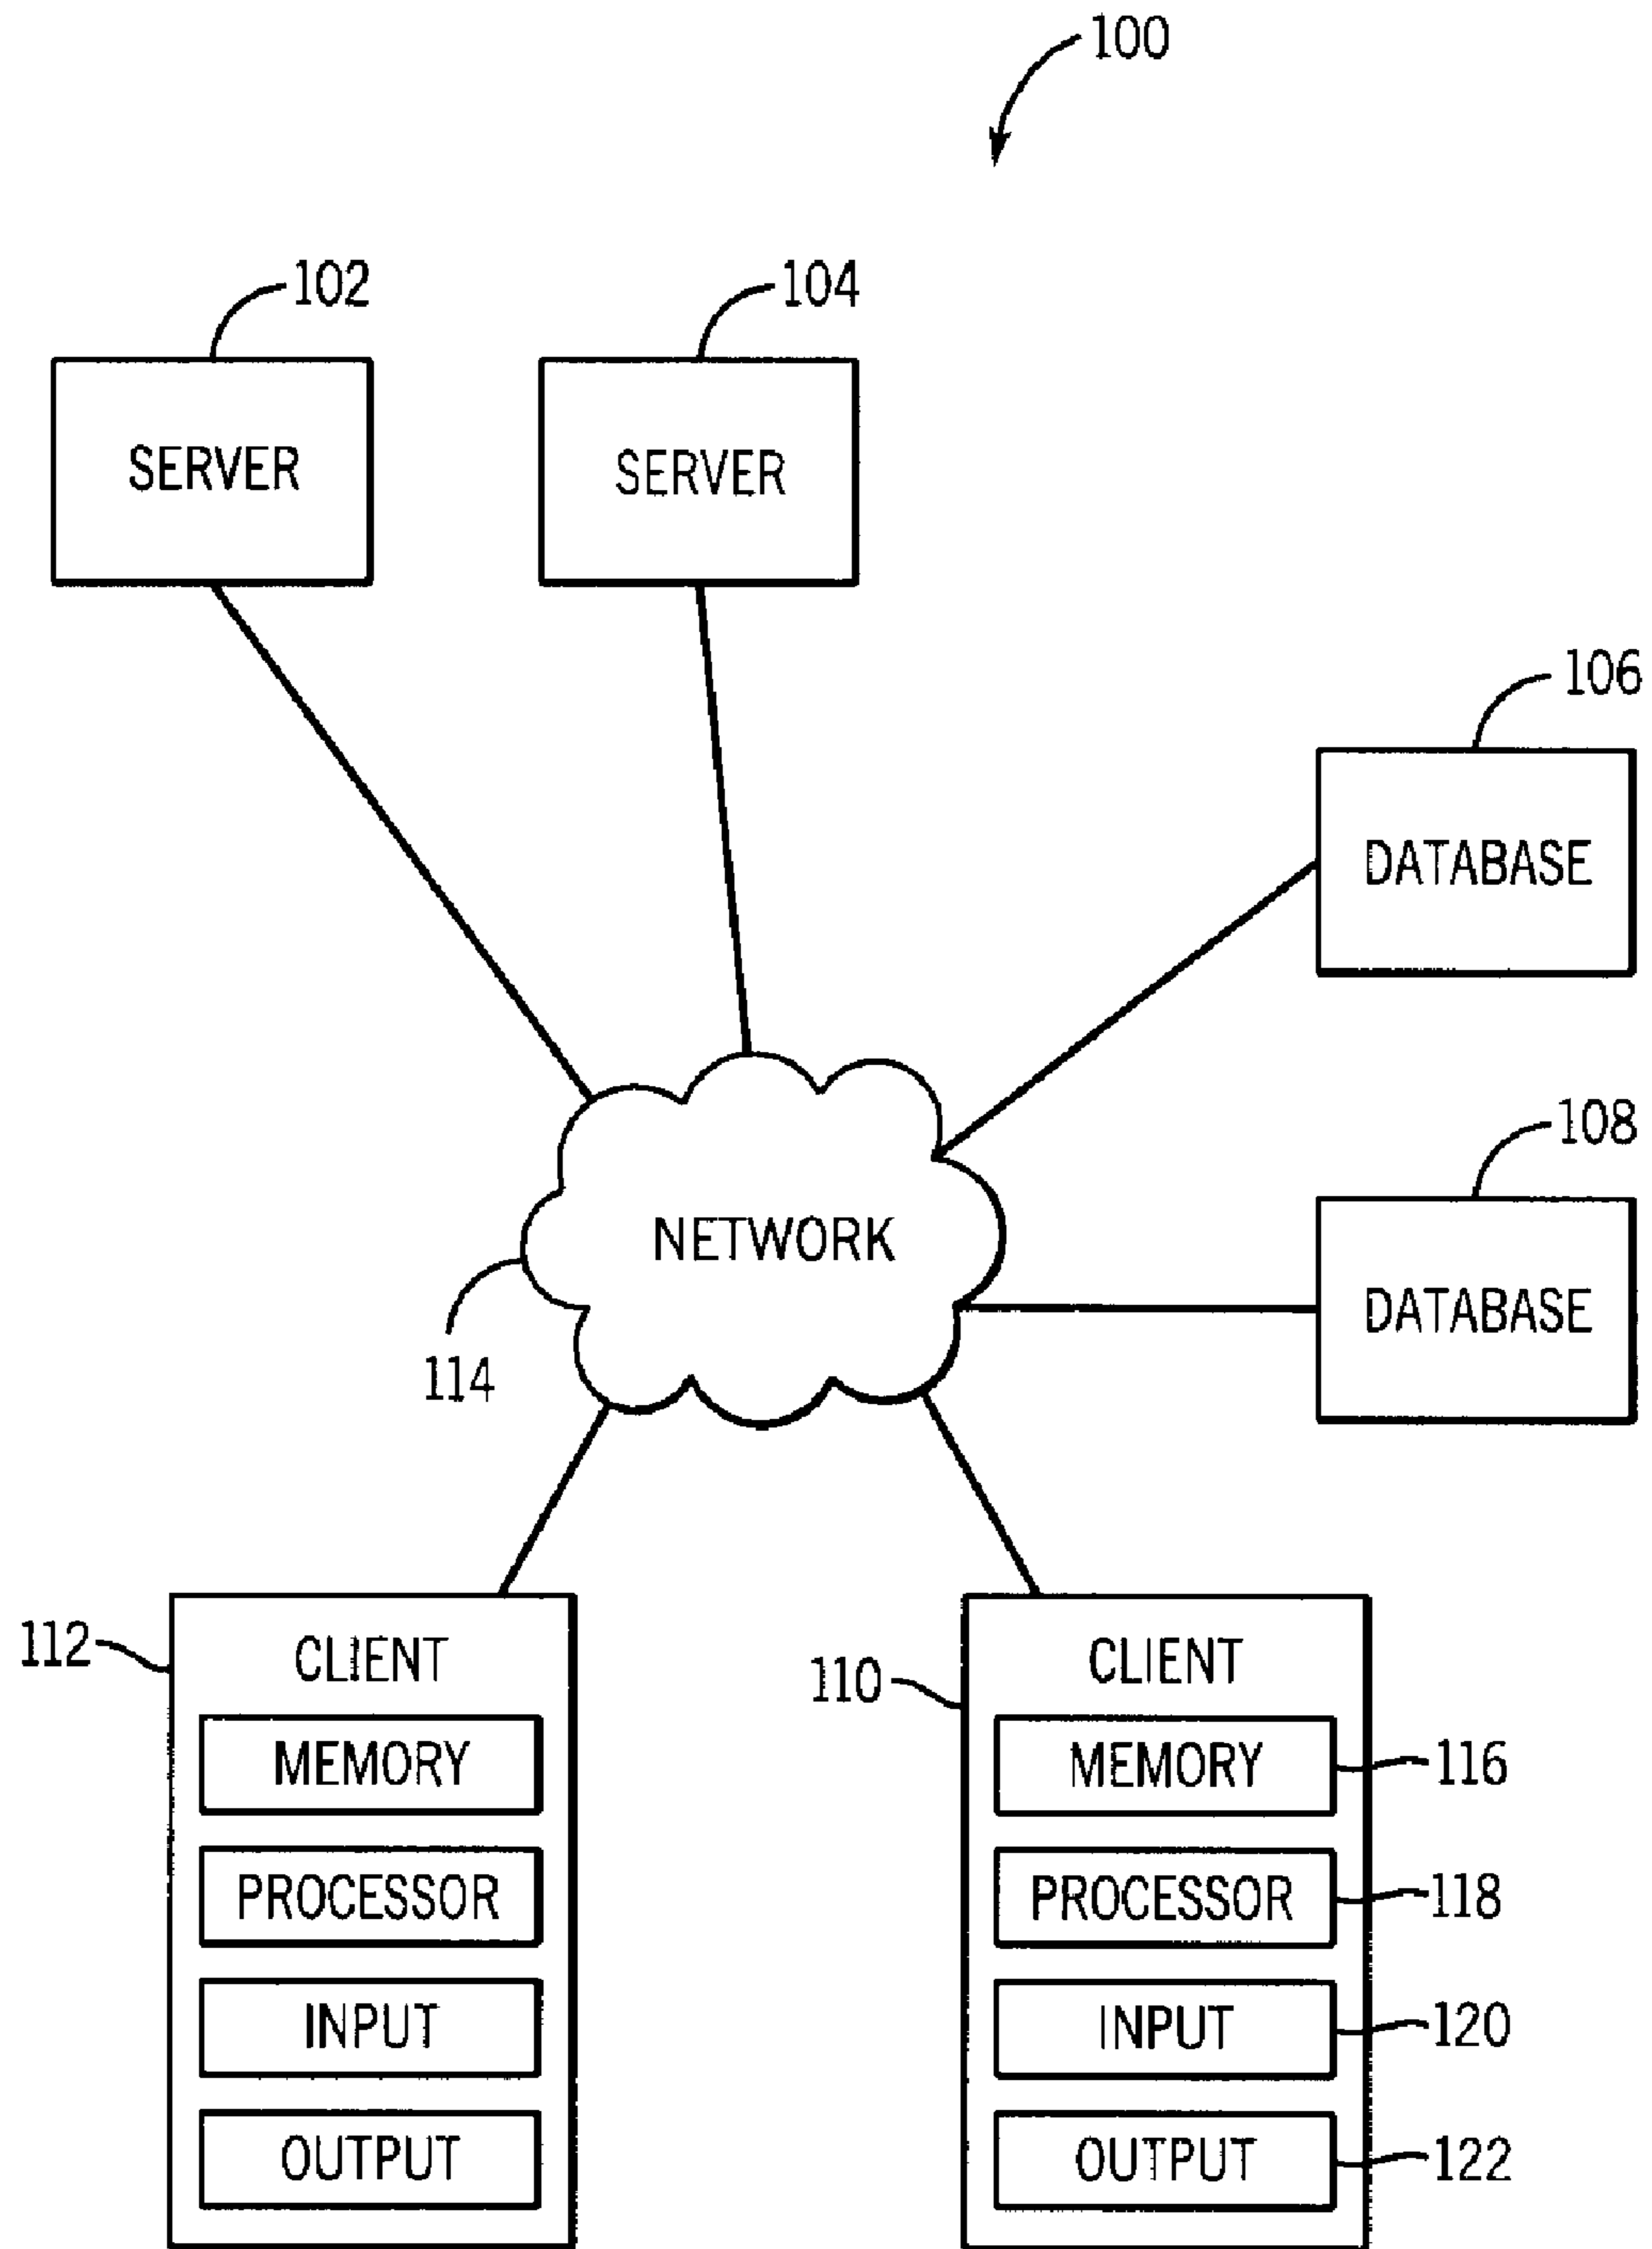 100
102
104
SERVER
SERVER
106
DATABASE
108
NETWORK
DATABASE
114
112
CLIENT
110
CLIENT
MEMORY
MEMORY
116
PROCESSOR
PROCESSOR
118
INPUT
INPUT
120
OUTPUT
OUTPUT
122